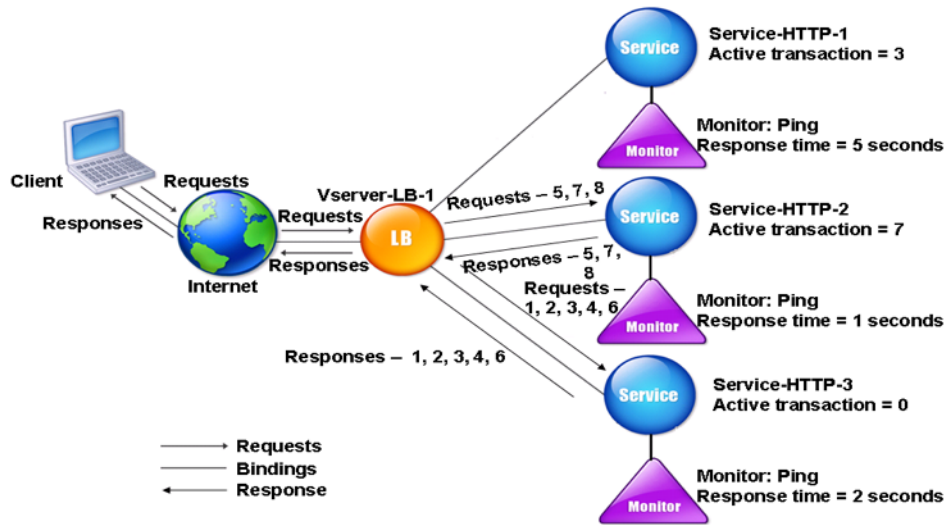 Service
Service-HTTP-1
Active transaction = 3
Monitor
Monitor: Ping
Response time = 5 seconds
Client
Requests
Responses
Internet
Requests
Responses
Vserver-LB-1
LB
Requests – 5, 7, 8
Responses – 5, 7,
8
Service
Service-HTTP-2
Active transaction = 7
Requests –
1, 2, 3, 4, 6
Monitor
Monitor: Ping
Response time = 1 seconds
Responses – 1, 2, 3, 4, 6
Service
Service-HTTP-3
Active transaction = 0
Monitor
Monitor: Ping
Response time = 2 seconds
Requests
Bindings
Response